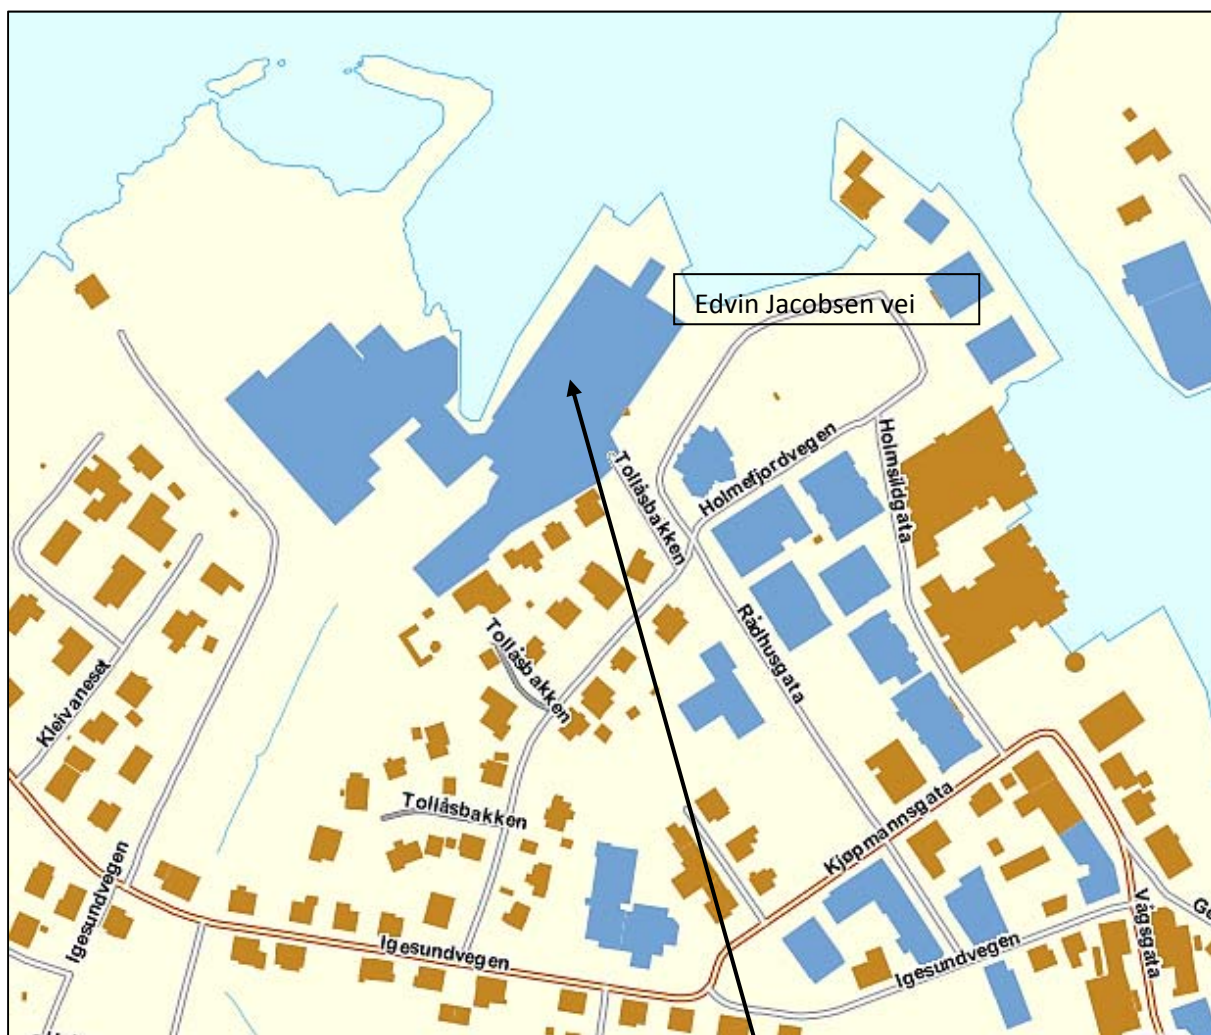 Edvin Jacobsen vei
Holmefjordvegen
Holmsildgata
Tollåsbakken
Rådhusgata
Tollåsbakken
Kleivaneset
Tollåsbakken
Kjøpmannsgata
Igesundvegen
Igesundvegen
Igesundvegen
Vågsgata